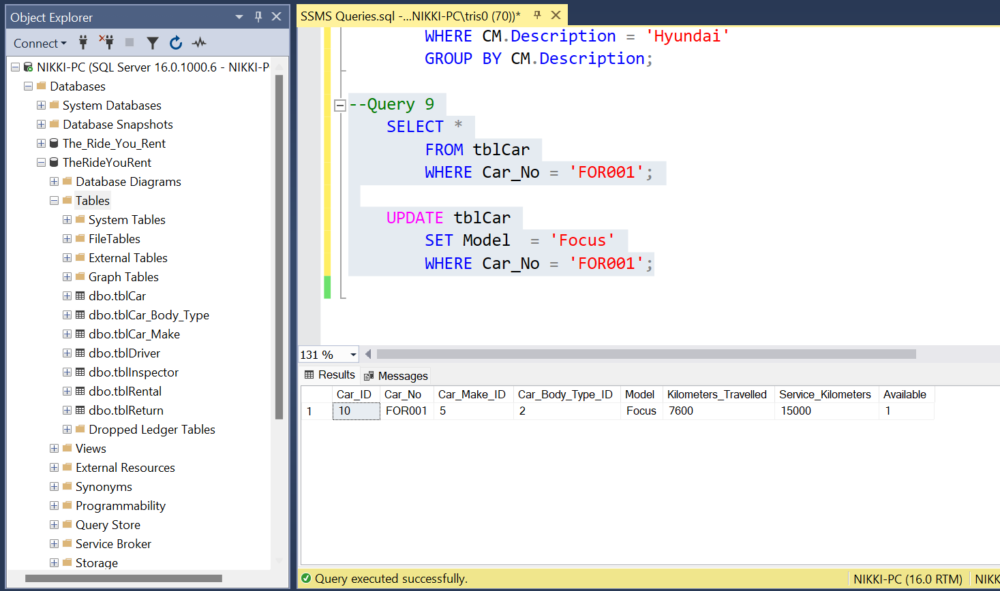 Object Explorer
Connect
NIKKI-PC (SQL Server 16.0.1000.6 - NIKKI-P
Databases
System Databases
Database Snapshots
The_Ride_You_Rent
TheRideYouRent
Database Diagrams
Tables
System Tables
FileTables
External Tables
Graph Tables
dbo.tblCar
dbo.tblCar_Body_Type
dbo.tblCar_Make
dbo.tblDriver
dbo.tblInspector
dbo.tblRental
dbo.tblReturn
Dropped Ledger Tables
Views
External Resources
Synonyms
Programmability
Query Store
Service Broker
Storage
SSMS Queries.sql -...NIKKI-PC\tris0 (70))*
WHERE CM.Description = 'Hyundai'
GROUP BY CM.Description;
--Query 9
SELECT *
FROM tblCar
WHERE Car_No = 'FOR001';
UPDATE tblCar
SET Model  = 'Focus'
WHERE Car_No = 'FOR001';
131 %
Results Messages
Car_ID Car_No Car_Make_ID Car_Body_Type_ID Model Kilometers_Travelled Service_Kilometers Available
1 10 FOR001 5 2 Focus 7600 15000 1
Query executed successfully.
NIKKI-PC (16.0 RTM) NIKK